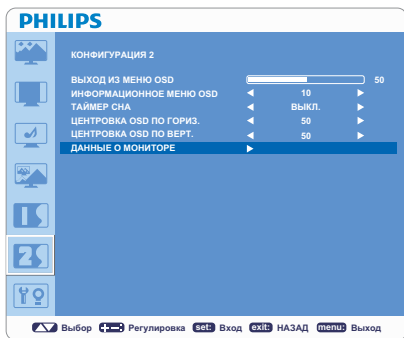 PHILIPS
КОНФИГУРАЦИЯ 2
ВЫХОД ИЗ МЕНЮ OSD 50
ИНФОРМАЦИОННОЕ МЕНЮ OSD 10
ТАЙМЕР СНА ВЫКЛ.
ЦЕНТРОВКА OSD ПО ГОРИЗ. 50
ЦЕНТРОВКА OSD ПО ВЕРТ. 50
ДАННЫЕ О МОНИТОРЕ
Выбор Регулировка set: Вход exit: НАЗАД menu: Выход